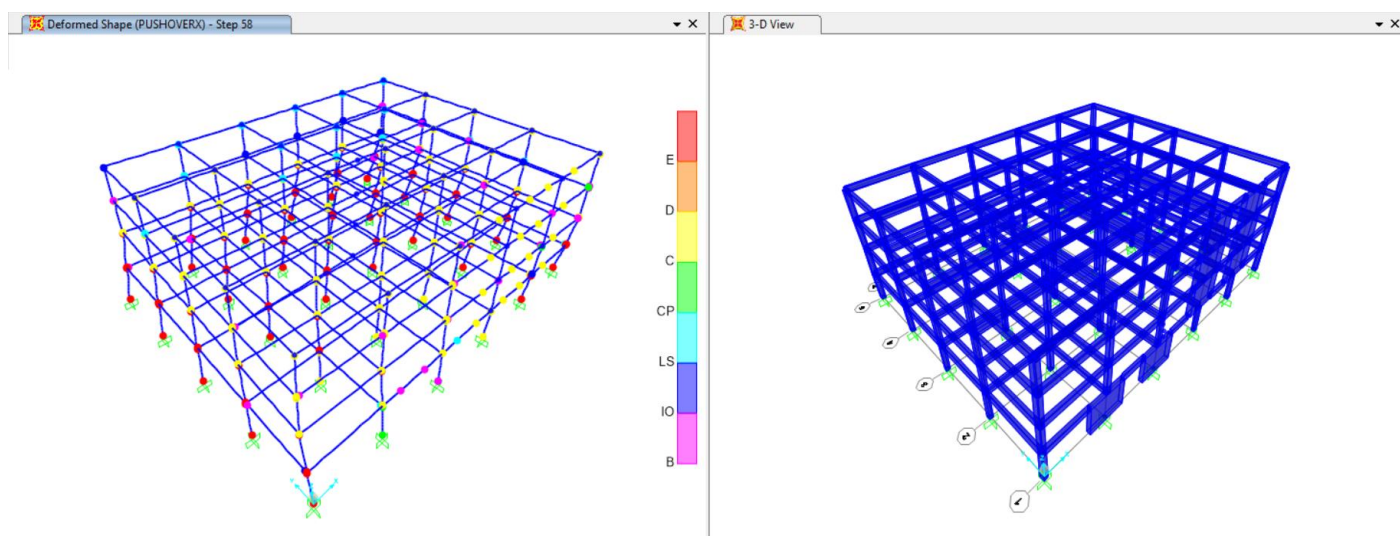 Deformed Shape (PUSHOVERX) - Step 58
3-D View
E
D
C
CP
LS
IO
B